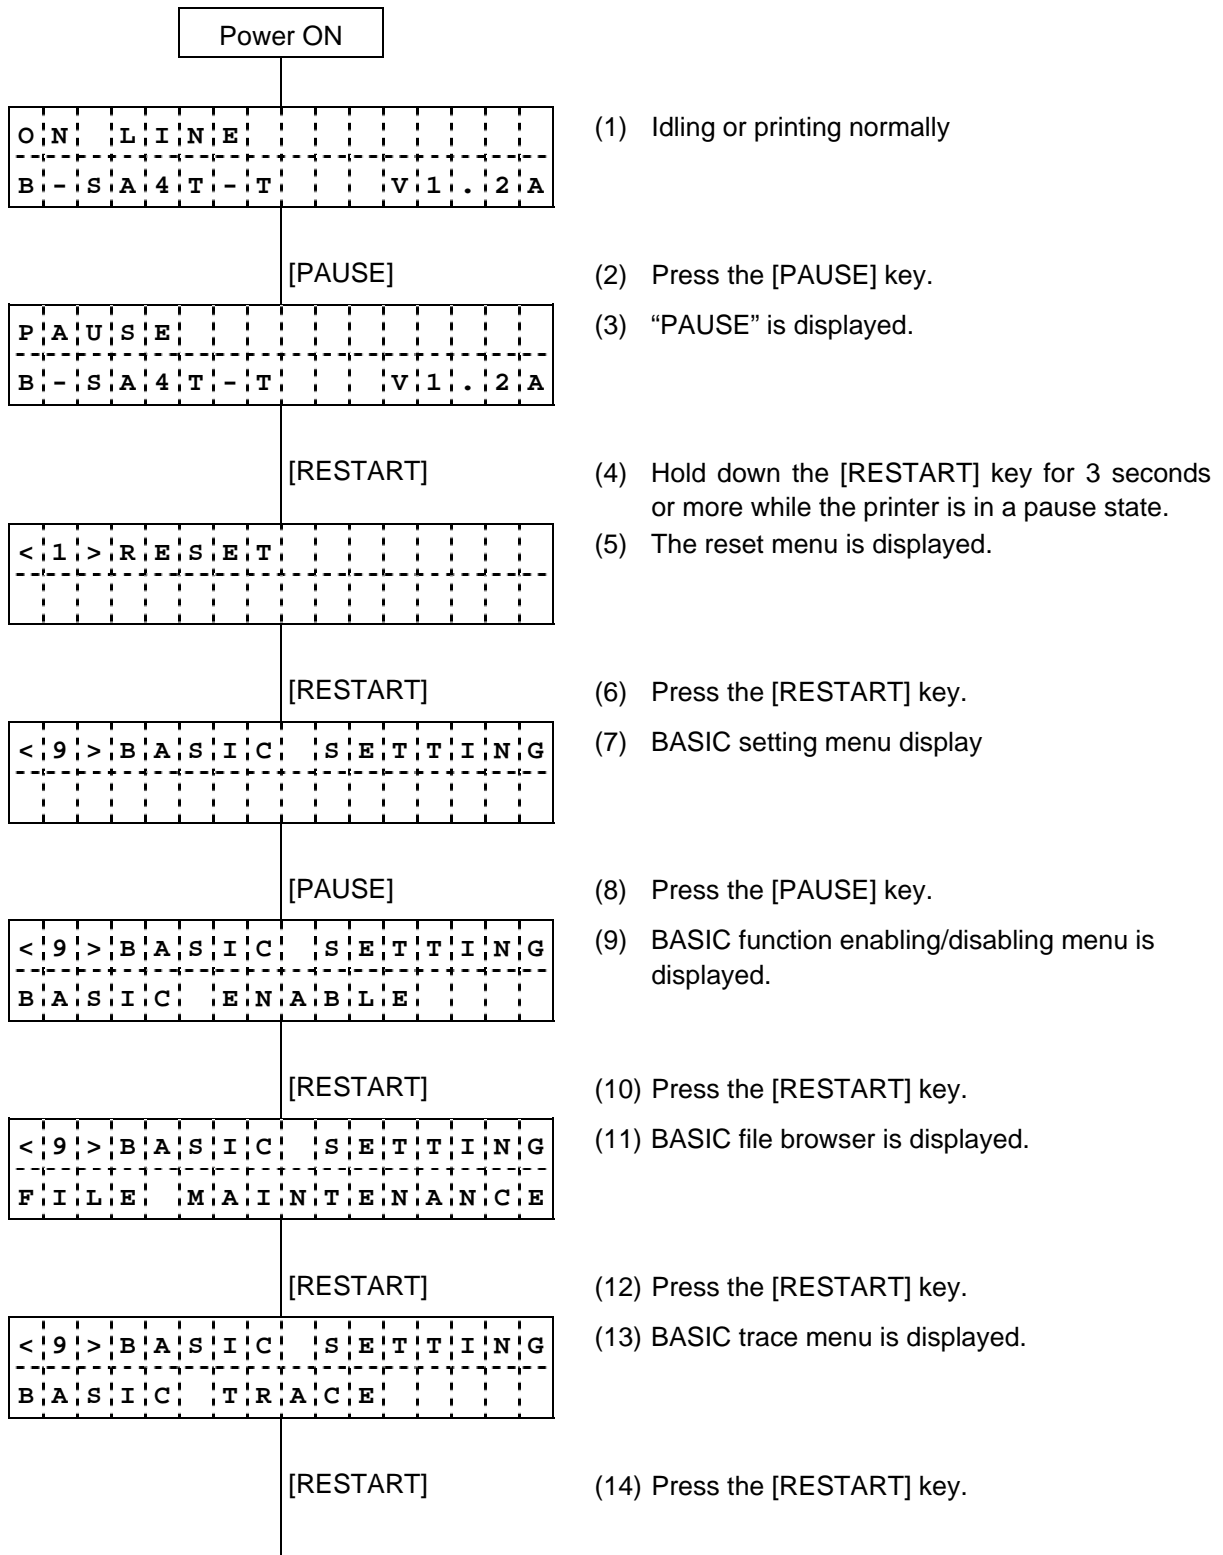 Power ON
ON LINE
B-SA4T-T   V1.2A
(1) Idling or printing normally
[PAUSE]
(2) Press the [PAUSE] key.
PAUSE
B-SA4T-T   V1.2A
(3) “PAUSE” is displayed.
[RESTART]
(4) Hold down the [RESTART] key for 3 seconds
or more while the printer is in a pause state.
<1>RESET
(5) The reset menu is displayed.
[RESTART]
(6) Press the [RESTART] key.
<9>BASIC SETTING
(7) BASIC setting menu display
[PAUSE]
(8) Press the [PAUSE] key.
<9>BASIC SETTING
BASIC ENABLE
(9) BASIC function enabling/disabling menu is
displayed.
[RESTART]
(10) Press the [RESTART] key.
<9>BASIC SETTING
FILE MAINTENANCE
(11) BASIC file browser is displayed.
[RESTART]
(12) Press the [RESTART] key.
<9>BASIC SETTING
BASIC TRACE
(13) BASIC trace menu is displayed.
[RESTART]
(14) Press the [RESTART] key.